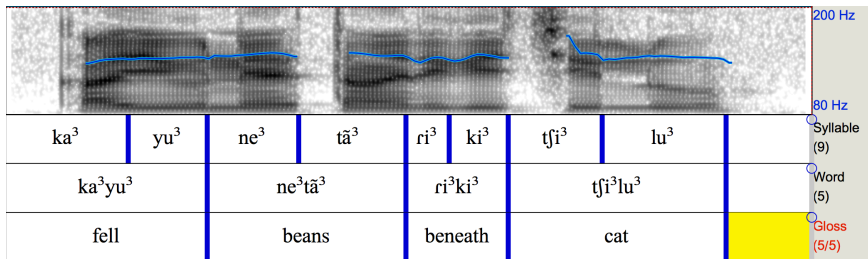 200 Hz
80 Hz
ka³ yu³ ne³ tã³ ɾi³ ki³ tʃi³ lu³ Syllable
(9)
ka³yu³ ne³tã³ ɾi³ki³ tʃi³lu³ Word
(5)
fell beans beneath cat Gloss
(5/5)